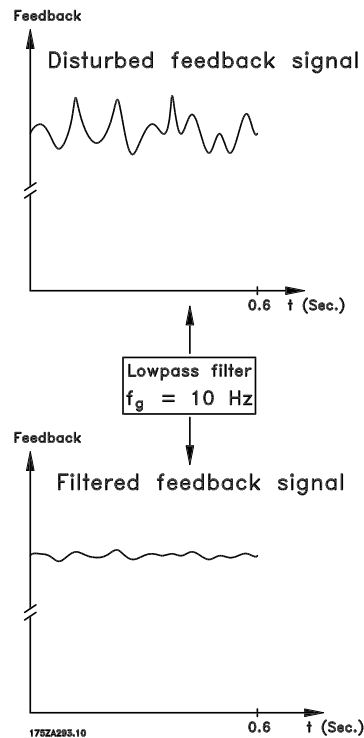 Feedback
Disturbed feedback signal
0.6 t (Sec.)
Lowpass filter
fg = 10 Hz
Feedback
Filtered feedback signal
0.6 t (Sec.)
175ZA293.10